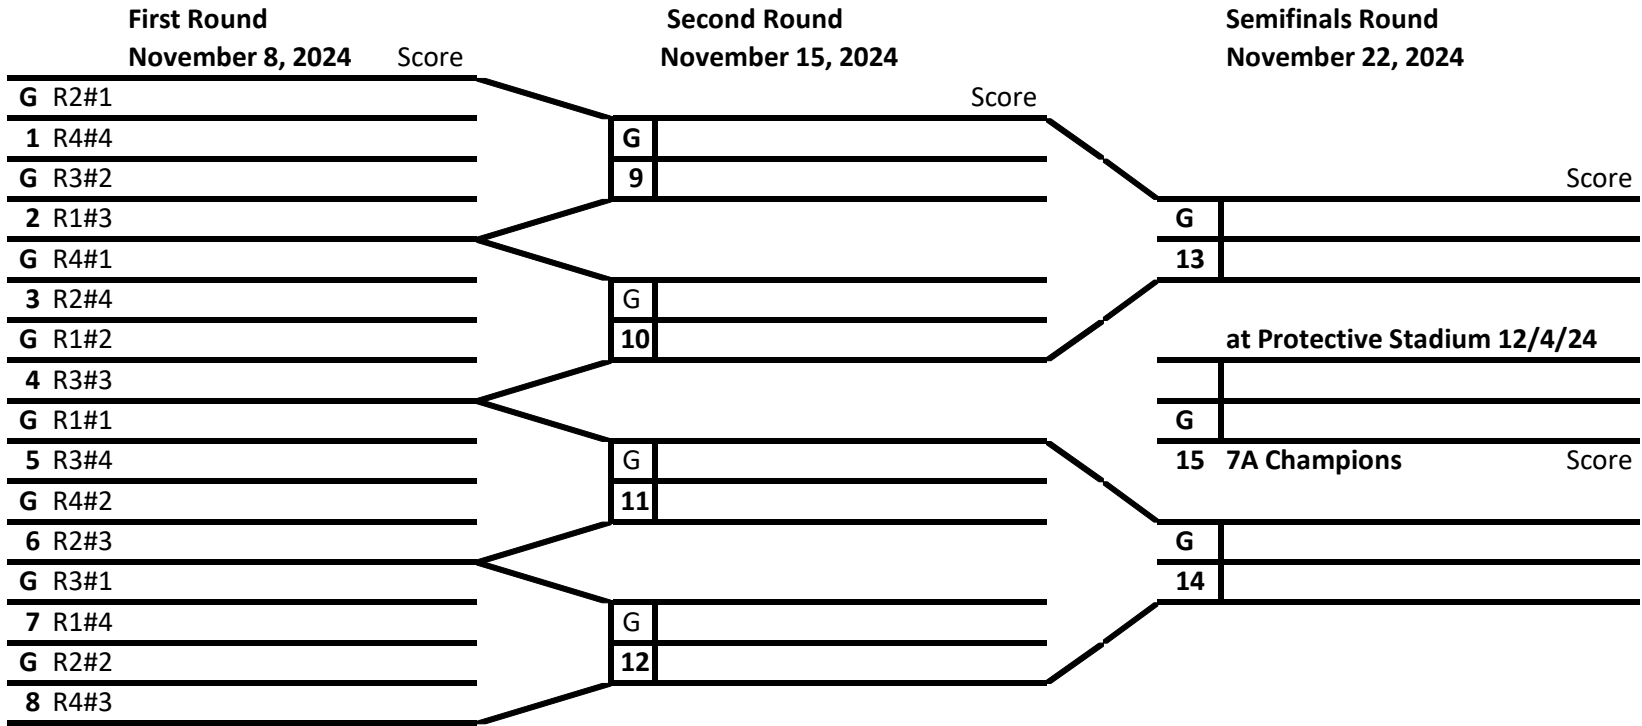 First Round
November 8, 2024 Score
G R2#1
1 R4#4
G R3#2
2 R1#3
G R4#1
3 R2#4
G R1#2
4 R3#3
G R1#1
5 R3#4
G R4#2
6 R2#3
G R3#1
7 R1#4
G R2#2
8 R4#3
Second Round
November 15, 2024
Score
G
9
G
10
G
11
G
12
Semifinals Round
November 22, 2024
Score
G
13
at Protective Stadium 12/4/24
G
15 7A Champions Score
G
14